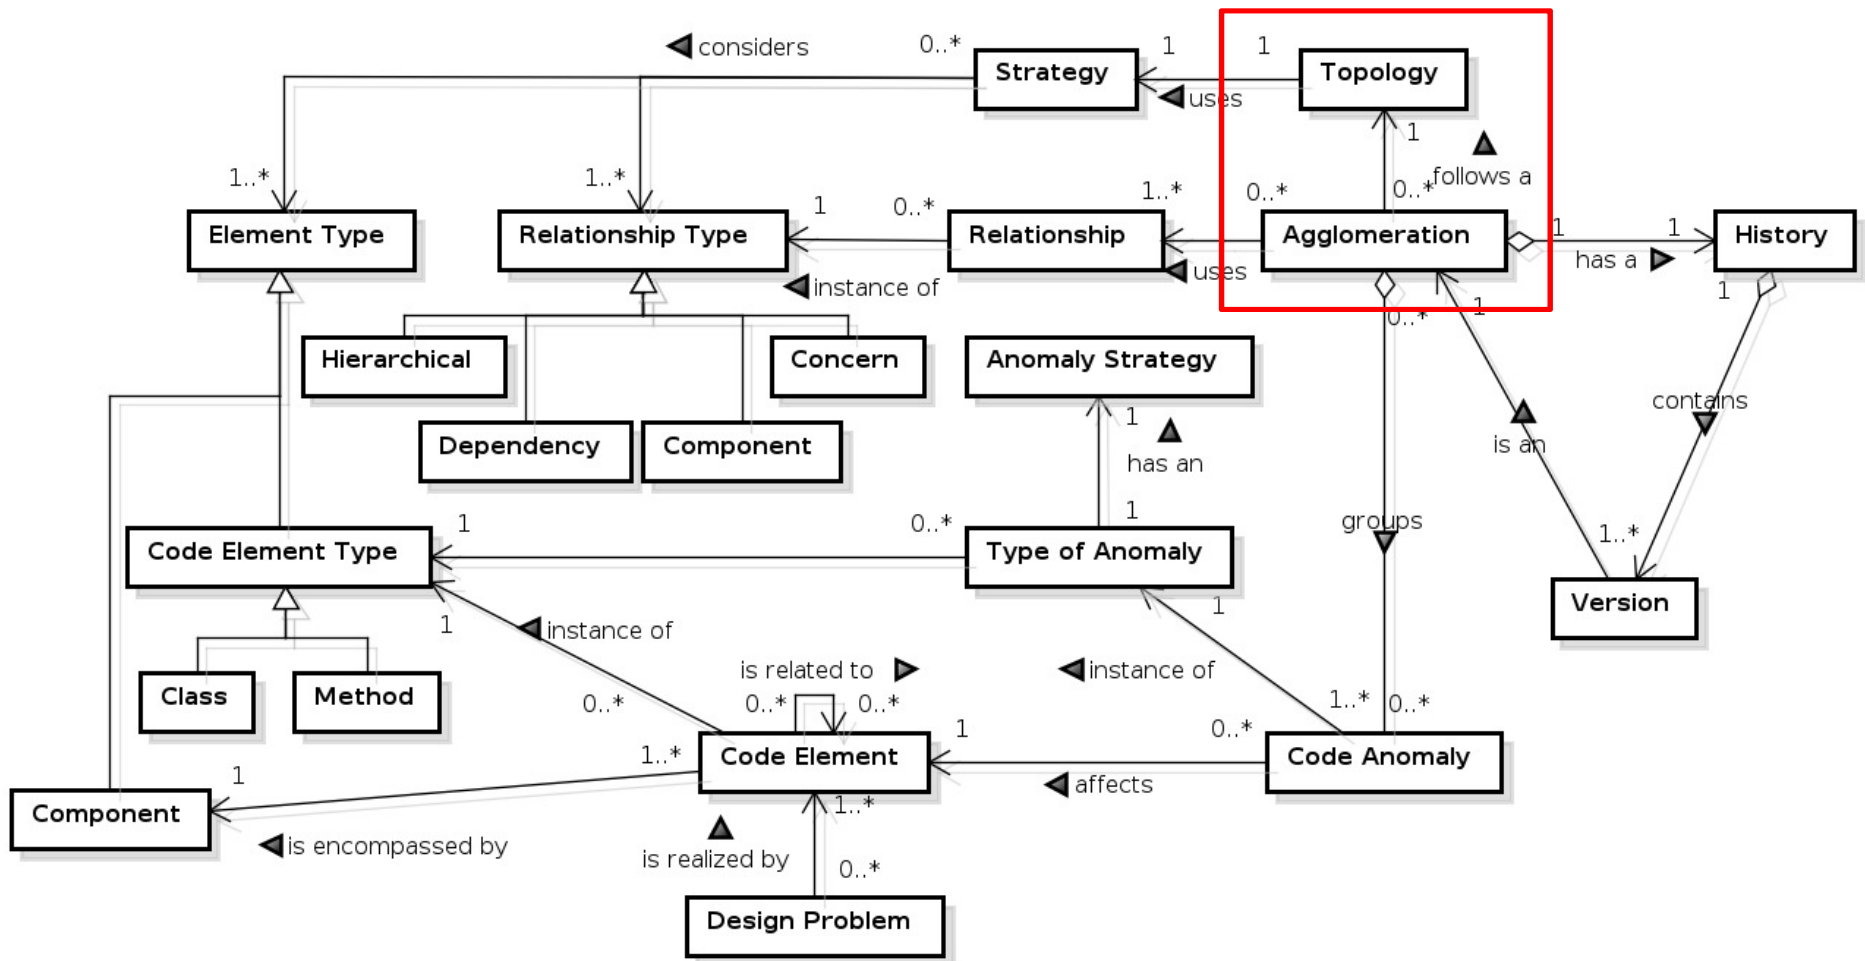 considers
0..*
Strategy
1
1
Topology
uses
1
follows a
1..*
1..*
1
0..*
1..*
0..*
0..*
Element Type
Relationship Type
Relationship
Agglomeration
1
1
History
instance of
uses
has a
1
0..*
1
Hierarchical
Concern
Anomaly Strategy
1
contains
Dependency
Component
has an
is an
1
0..*
1
groups
1..*
Code Element Type
Type of Anomaly
Version
1
instance of
1
is related to
instance of
Class
Method
0..*
0..*
0..*
1..*
0..*
1
1..*
Code Element
1
0..*
Code Anomaly
affects
Component
1..*
is encompassed by
is realized by
0..*
Design Problem